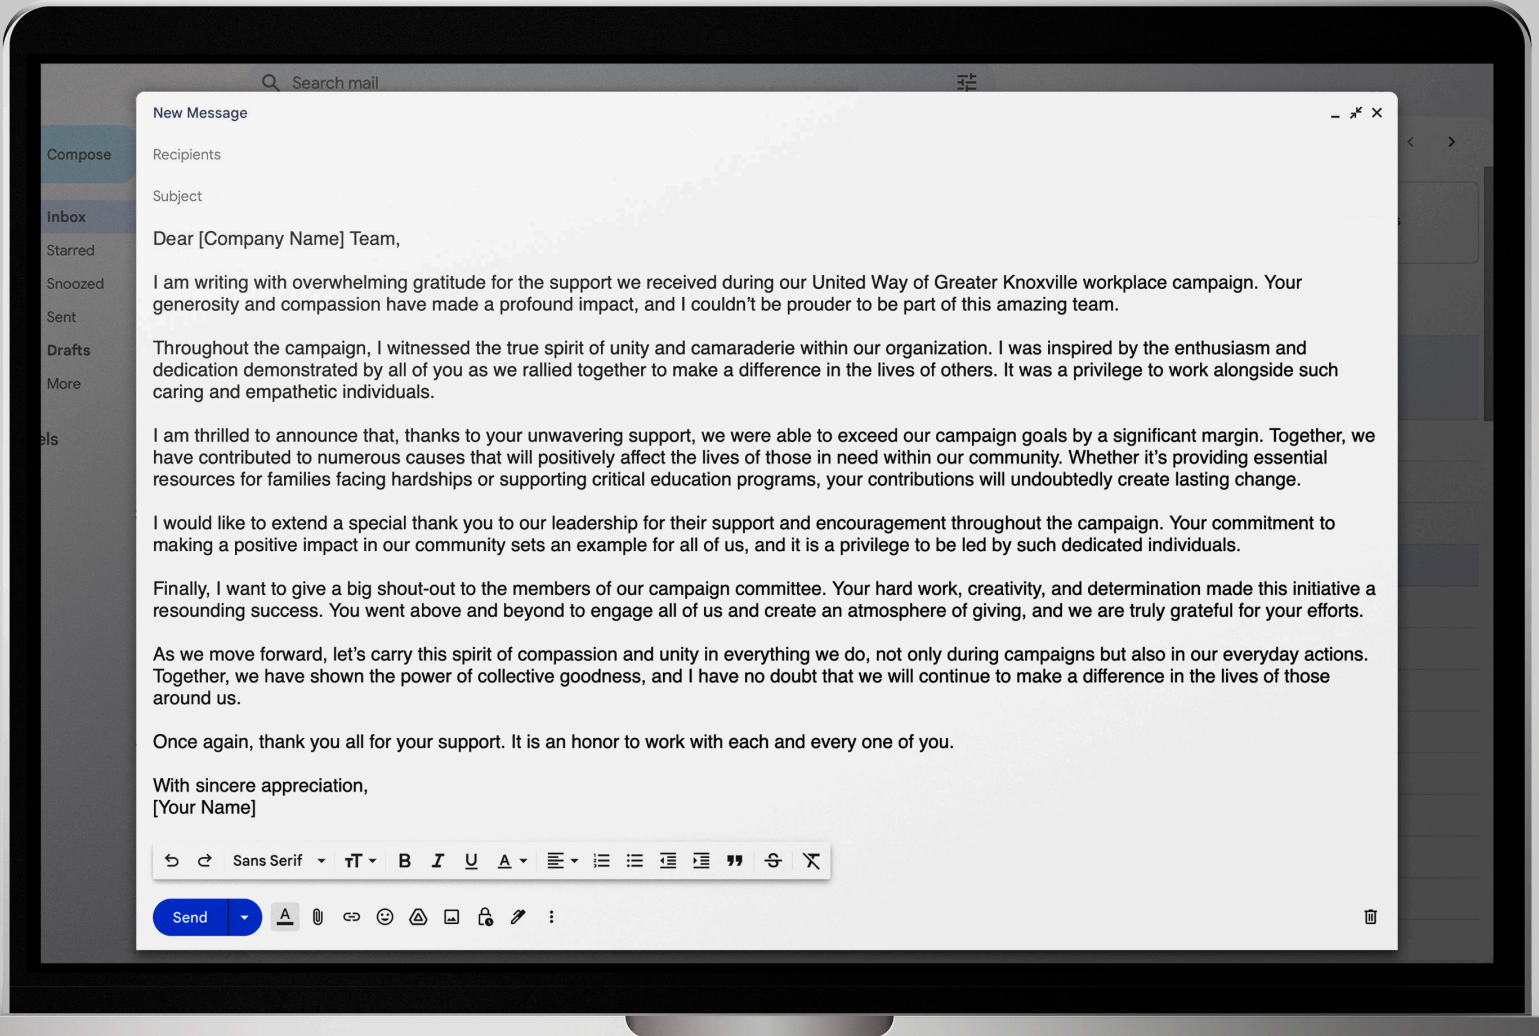 Search mail
New Message
Recipients
Subject
Compose
Inbox
Starred
Snoozed
Sent
Drafts
More
els
Dear [Company Name] Team,
I am writing with overwhelming gratitude for the support we received during our United Way of Greater Knoxville workplace campaign. Your
generosity and compassion have made a profound impact, and I couldn’t be prouder to be part of this amazing team.
Throughout the campaign, I witnessed the true spirit of unity and camaraderie within our organization. I was inspired by the enthusiasm and
dedication demonstrated by all of you as we rallied together to make a difference in the lives of others. It was a privilege to work alongside such
caring and empathetic individuals.
I am thrilled to announce that, thanks to your unwavering support, we were able to exceed our campaign goals by a significant margin. Together, we
have contributed to numerous causes that will positively affect the lives of those in need within our community. Whether it’s providing essential
resources for families facing hardships or supporting critical education programs, your contributions will undoubtedly create lasting change.
I would like to extend a special thank you to our leadership for their support and encouragement throughout the campaign. Your commitment to
making a positive impact in our community sets an example for all of us, and it is a privilege to be led by such dedicated individuals.
Finally, I want to give a big shout-out to the members of our campaign committee. Your hard work, creativity, and determination made this initiative a
resounding success. You went above and beyond to engage all of us and create an atmosphere of giving, and we are truly grateful for your efforts.
As we move forward, let’s carry this spirit of compassion and unity in everything we do, not only during campaigns but also in our everyday actions.
Together, we have shown the power of collective goodness, and I have no doubt that we will continue to make a difference in the lives of those
around us.
Once again, thank you all for your support. It is an honor to work with each and every one of you.
With sincere appreciation,
[Your Name]
Sans Serif
Send